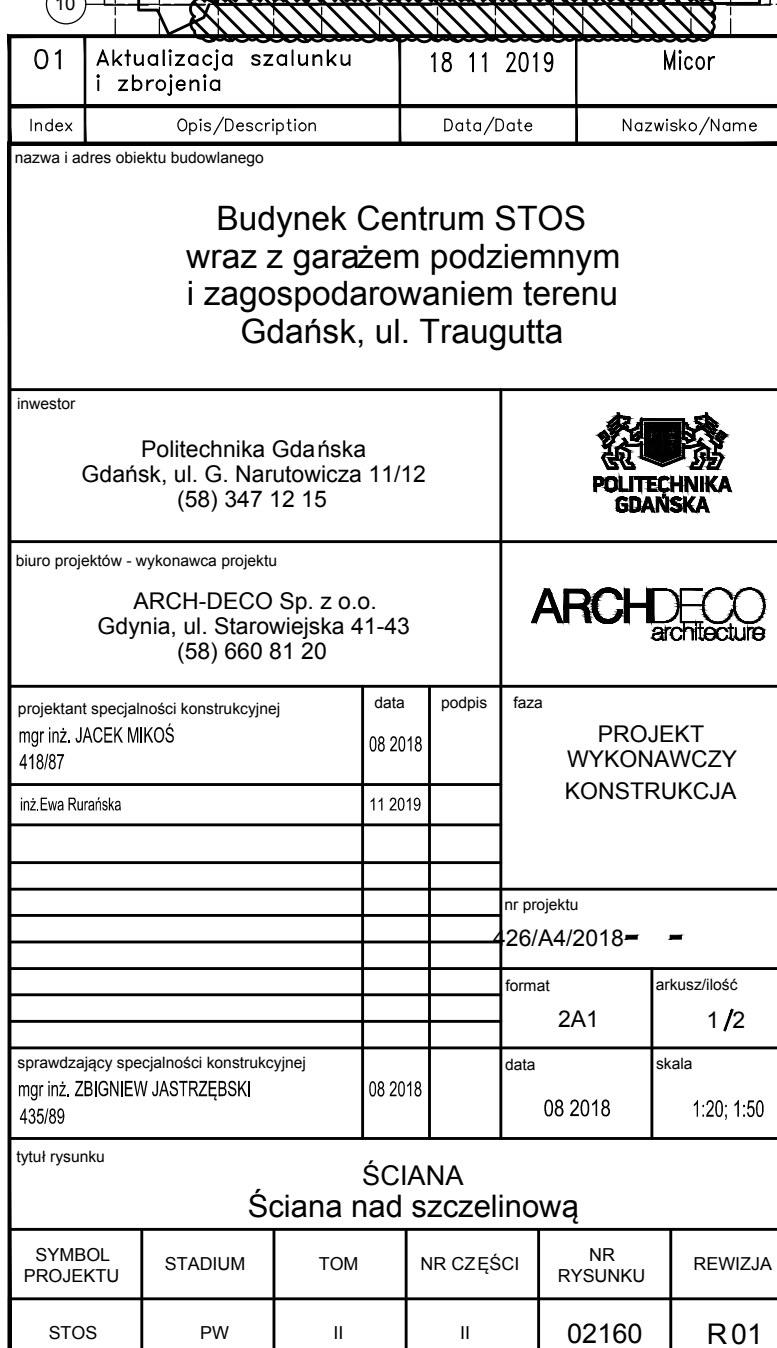 10
01 Aktualizacja szalunku 18 11 2019 Micor
i zbrojenia
Index Opis/Description Data/Date Nazwisko/Name
nazwa i adres obiektu budowlanego
Budynek Centrum STOS
wraz z garażem podziemnym
i zagospodarowaniem terenu
Gdańsk, ul. Traugutta
inwestor
Politechnika Gdańska
Gdańsk, ul. G. Narutowicza 11/12
(58) 347 12 15
POLITECHNIKA
GDAŃSKA
biuro projektów - wykonawca projektu
ARCH-DECO Sp. z o.o.
Gdynia, ul. Starowiejska 41-43
(58) 660 81 20
ARCHDECO
architecture
projektant specjalności konstrukcyjnej data podpis
mgr inż. JACEK MIKOŚ 08 2018
418/87
inż.Ewa Rurańska 11 2019
faza
PROJEKT
WYKONAWCZY
KONSTRUKCJA
nr projektu
426/A4/2018- -
format arkusz/ilość
2A1 1/2
sprawdzający specjalności konstrukcyjnej
mgr inż. ZBIGNIEW JASTRZĘBSKI 08 2018
435/89
data skala
08 2018 1:20; 1:50
tytuł rysunku
ŚCIANA
Ściana nad szczelinową
SYMBOL PROJEKTU STADIUM TOM NR CZĘŚCI NR RYSUNKU REWIZJA
STOS PW II II 02160 R01